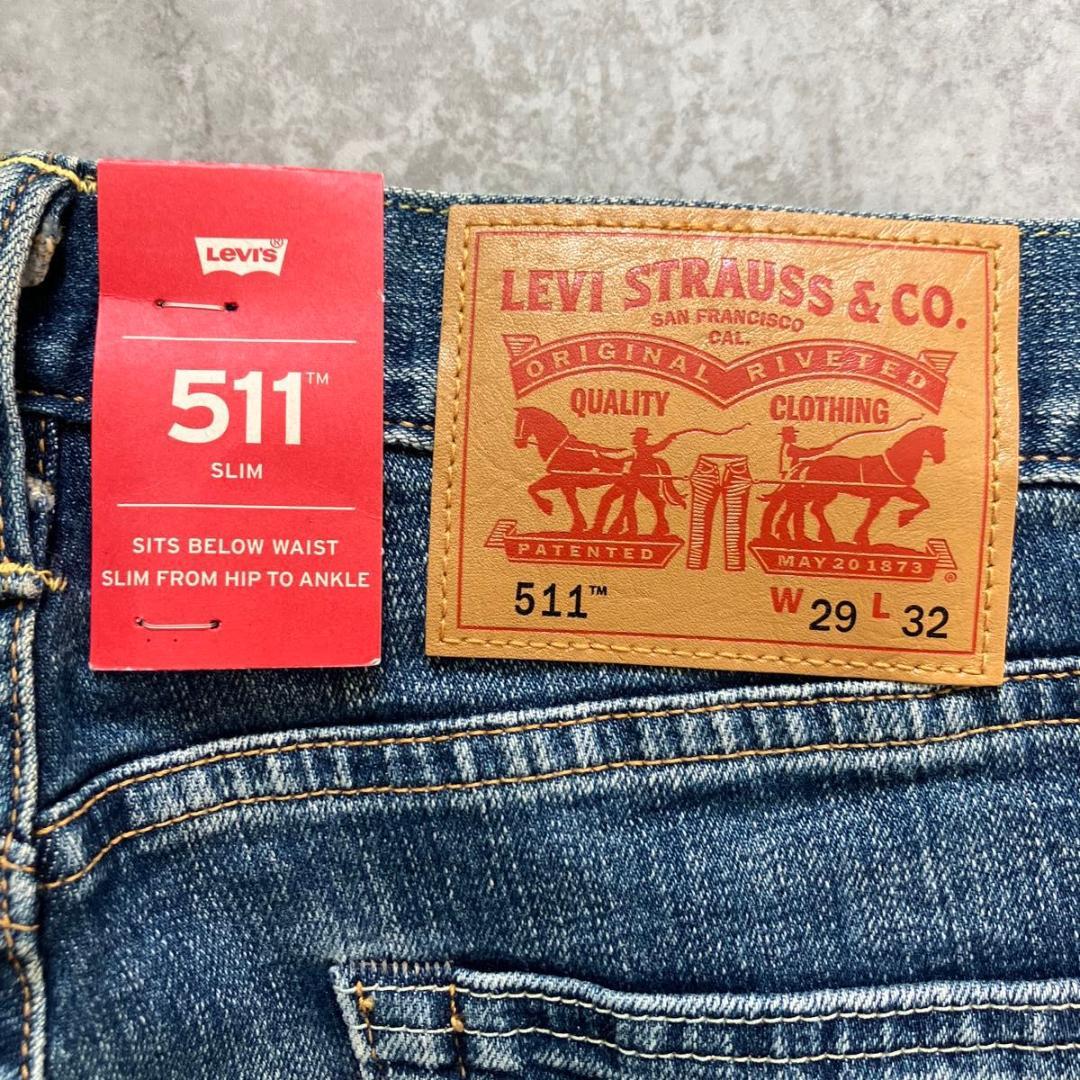 LEVI'S®
511™
SLIM
SITS BELOW WAIST
SLIM FROM HIP TO ANKLE
LEVI STRAUSS & CO.
SAN FRANCISCO
CAL.
ORIGINAL RIVETED
QUALITY CLOTHING
PATENTED MAY 20 1873 ®
511™ W 29 L 32